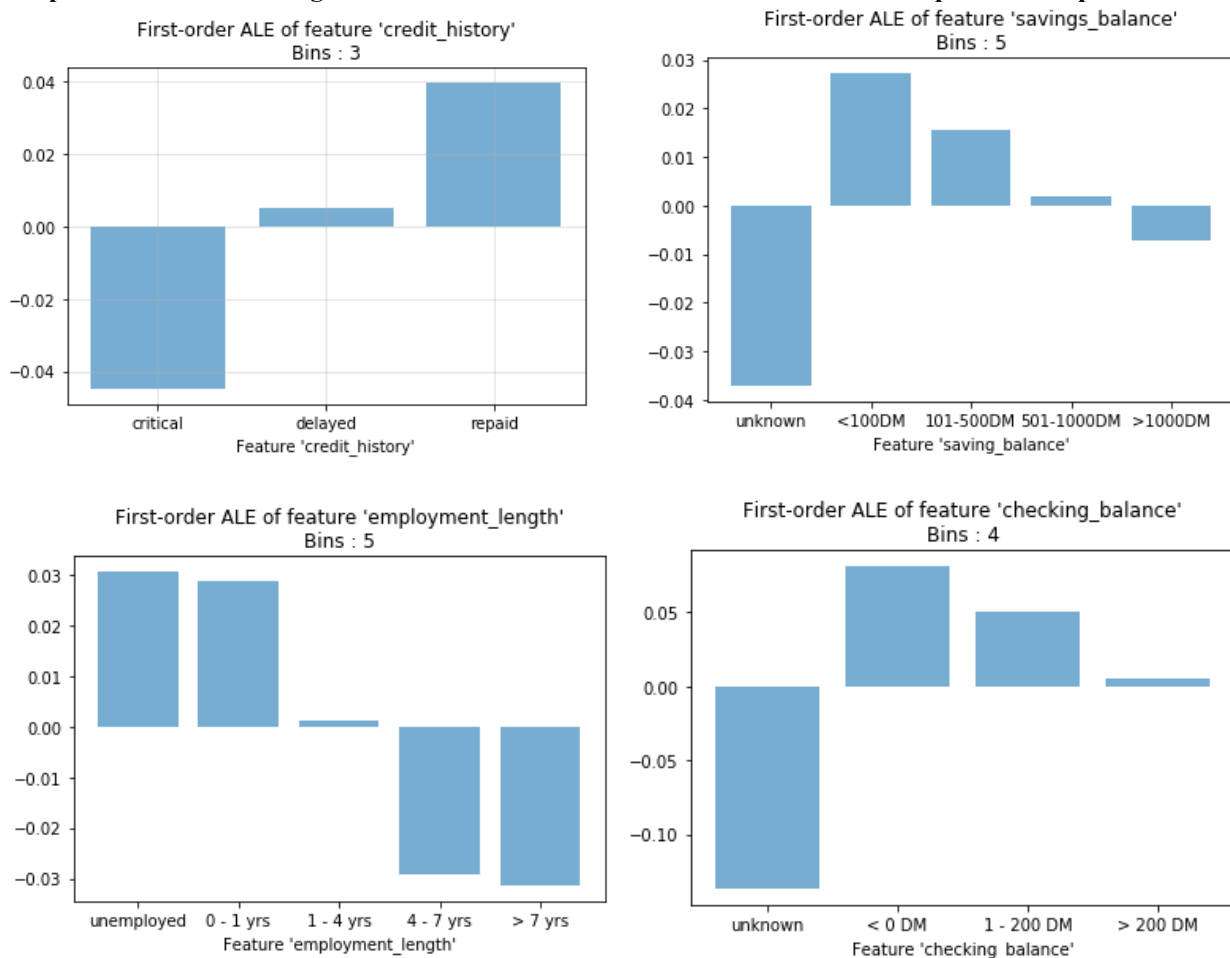 First-order ALE of feature 'credit_history'
Bins : 3
0.04
0.02
0.00
−0.02
−0.04
critical delayed repaid
Feature 'credit_history'
First-order ALE of feature 'savings_balance'
Bins : 5
0.03
0.02
0.01
0.00
−0.01
−0.02
−0.03
−0.04
unknown <100DM 101-500DM 501-1000DM >1000DM
Feature 'saving_balance'
First-order ALE of feature 'employment_length'
Bins : 5
0.03
0.02
0.01
0.00
−0.01
−0.02
−0.03
unemployed 0 - 1 yrs 1 - 4 yrs 4 - 7 yrs > 7 yrs
Feature 'employment_length'
First-order ALE of feature 'checking_balance'
Bins : 4
0.05
0.00
−0.05
−0.10
unknown < 0 DM 1 - 200 DM > 200 DM
Feature 'checking_balance'